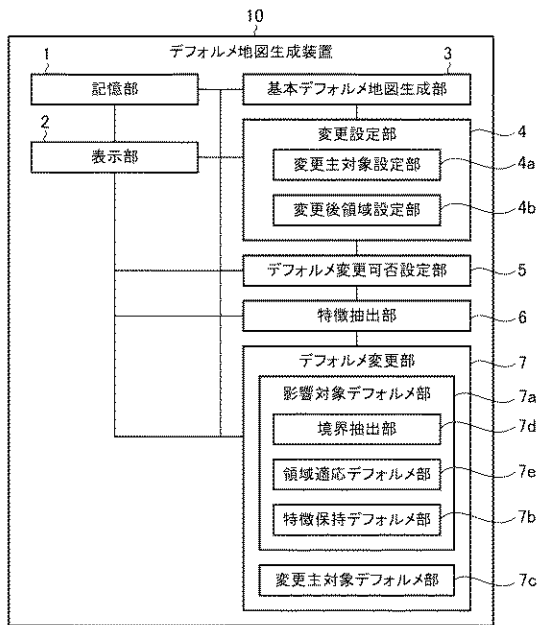 10
デフォルメ地図生成装置
1
記憶部
2
表示部
3
基本デフォルメ地図生成部
変更設定部
4
変更主対象設定部
4a
変更後領域設定部
4b
デフォルメ変更可否設定部
5
特徴抽出部
6
デフォルメ変更部
7
影響対象デフォルメ部
7a
境界抽出部
7d
領域適応デフォルメ部
7e
特徴保持デフォルメ部
7b
変更主対象デフォルメ部
7c